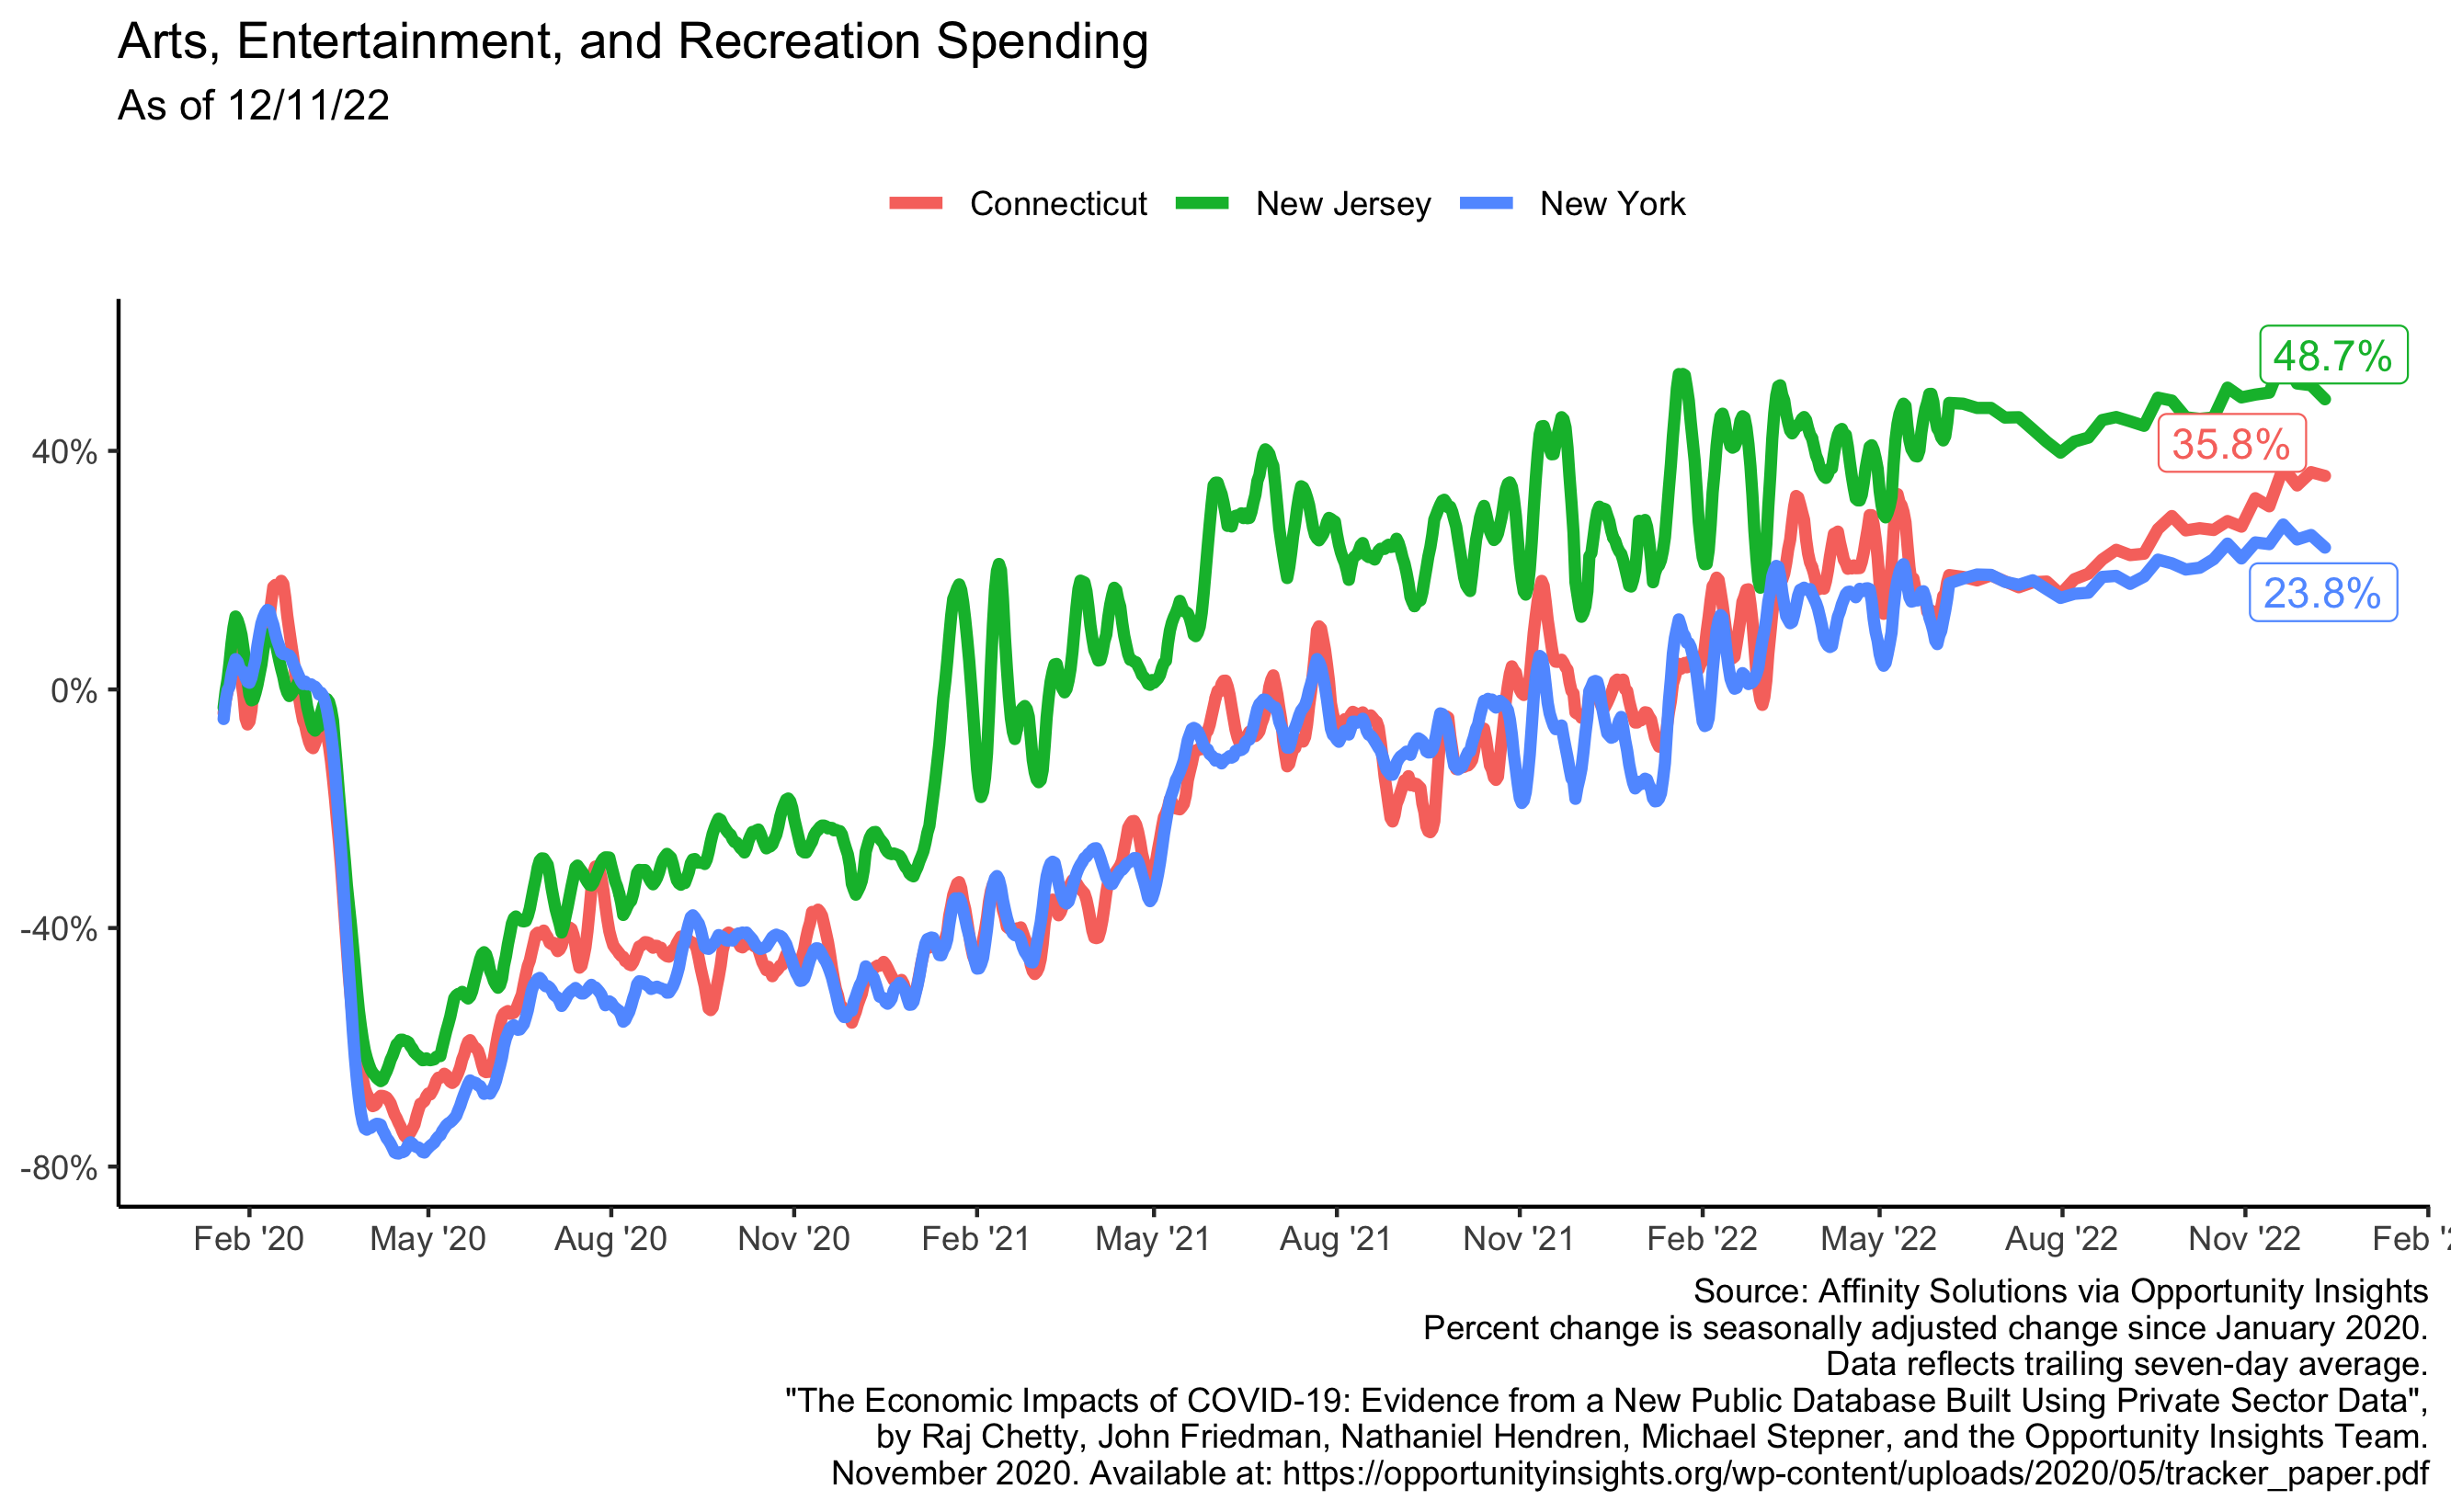 Arts, Entertainment, and Recreation Spending
As of 12/11/22
Connecticut New Jersey New York
48.7%
40%
35.8%
23.8%
0%
-40%
-80%
Feb '20 May '20 Aug '20 Nov '20 Feb '21 May '21 Aug '21 Nov '21 Feb '22 May '22 Aug '22 Nov '22 Feb
Source: Affinity Solutions via Opportunity Insights
Percent change is seasonally adjusted change since January 2020.
Data reflects trailing seven-day average.
"The Economic Impacts of COVID-19: Evidence from a New Public Database Built Using Private Sector Data",
by Raj Chetty, John Friedman, Nathaniel Hendren, Michael Stepner, and the Opportunity Insights Team.
November 2020. Available at: https://opportunityinsights.org/wp-content/uploads/2020/05/tracker_paper.pdf